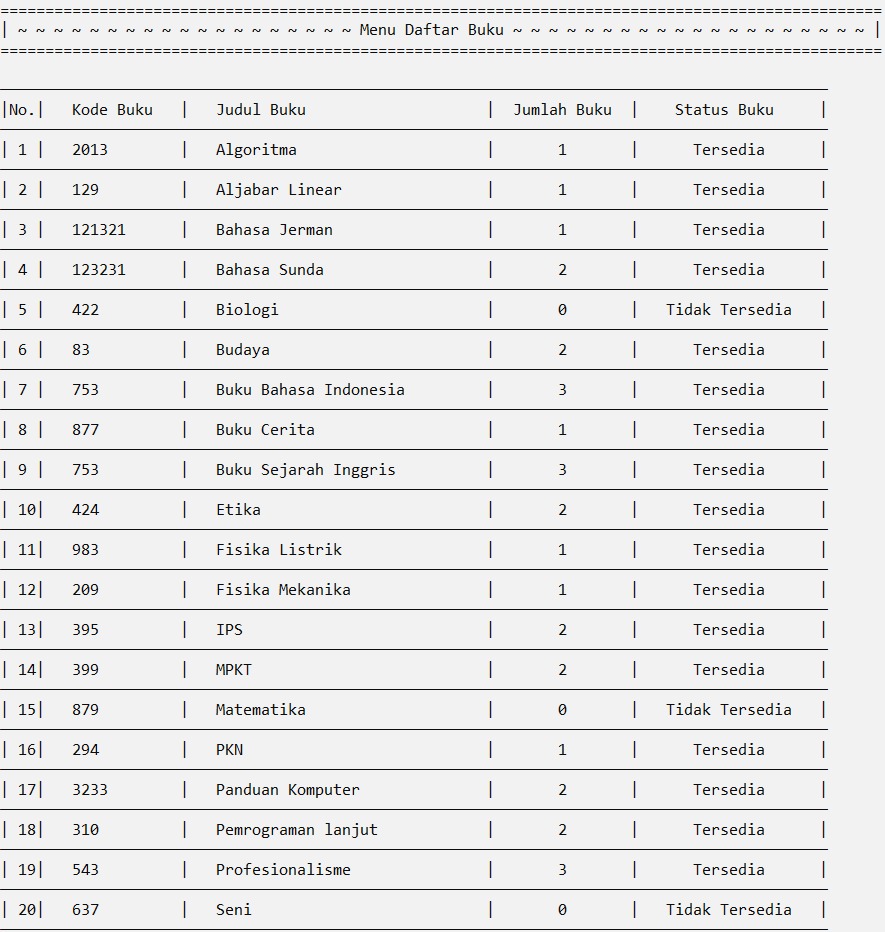 ==================================================================================================
| ~ ~ ~ ~ ~ ~ ~ ~ ~ ~ ~ ~ ~ ~ ~ ~ ~ ~ ~ Menu Daftar Buku ~ ~ ~ ~ ~ ~ ~ ~ ~ ~ ~ ~ ~ ~ ~ ~ ~ ~ ~ ~ |
==================================================================================================
|No.| Kode Buku | Judul Buku | Jumlah Buku | Status Buku |
| 1 | 2013 | Algoritma | 1 | Tersedia |
| 2 | 129 | Aljabar Linear | 1 | Tersedia |
| 3 | 121321 | Bahasa Jerman | 1 | Tersedia |
| 4 | 123231 | Bahasa Sunda | 2 | Tersedia |
| 5 | 422 | Biologi | 0 | Tidak Tersedia |
| 6 | 83 | Budaya | 2 | Tersedia |
| 7 | 753 | Buku Bahasa Indonesia | 3 | Tersedia |
| 8 | 877 | Buku Cerita | 1 | Tersedia |
| 9 | 753 | Buku Sejarah Inggris | 3 | Tersedia |
| 10| 424 | Etika | 2 | Tersedia |
| 11| 983 | Fisika Listrik | 1 | Tersedia |
| 12| 209 | Fisika Mekanika | 1 | Tersedia |
| 13| 395 | IPS | 2 | Tersedia |
| 14| 399 | MPKT | 2 | Tersedia |
| 15| 879 | Matematika | 0 | Tidak Tersedia |
| 16| 294 | PKN | 1 | Tersedia |
| 17| 3233 | Panduan Komputer | 2 | Tersedia |
| 18| 310 | Pemrograman lanjut | 2 | Tersedia |
| 19| 543 | Profesionalisme | 3 | Tersedia |
| 20| 637 | Seni | 0 | Tidak Tersedia |